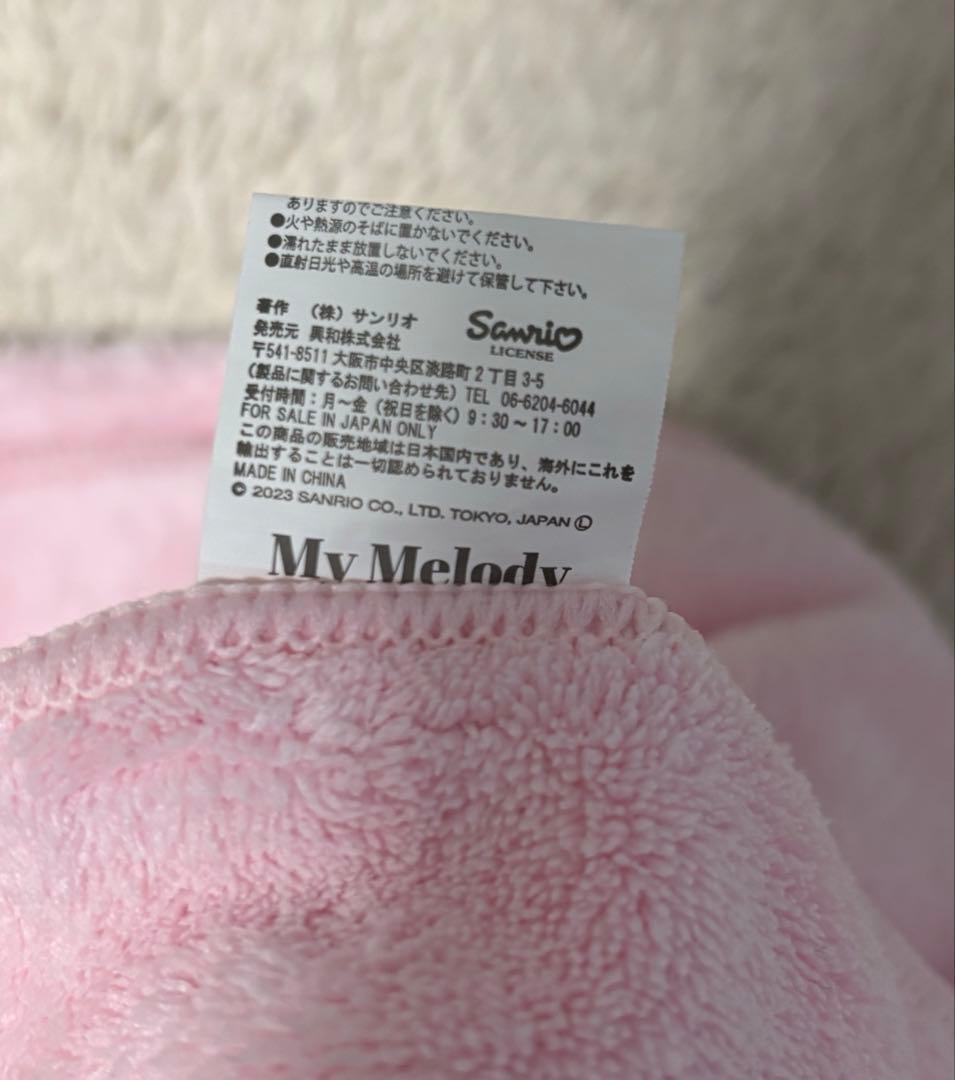 ありますのでご注意ください。
●火や熱源のそばに置かないでください。
●濡れたまま放置しないでください。
●直射日光や高温の場所を避けて保管して下さい。
著作 （株）サンリオ
Sanrio
LICENSE
発売元 興和株式会社
〒541-8511 大阪市中央区淡路町2丁目3-5
（製品に関するお問い合わせ先）TEL 06-6204-6044
受付時間：月～金（祝日を除く）9：30～17：00
FOR SALE IN JAPAN ONLY
この商品の販売地域は日本国内であり、海外にこれを
輸出することは一切認められておりません。
MADE IN CHINA
© 2023 SANRIO CO., LTD. TOKYO, JAPAN Ⓛ
My Melody